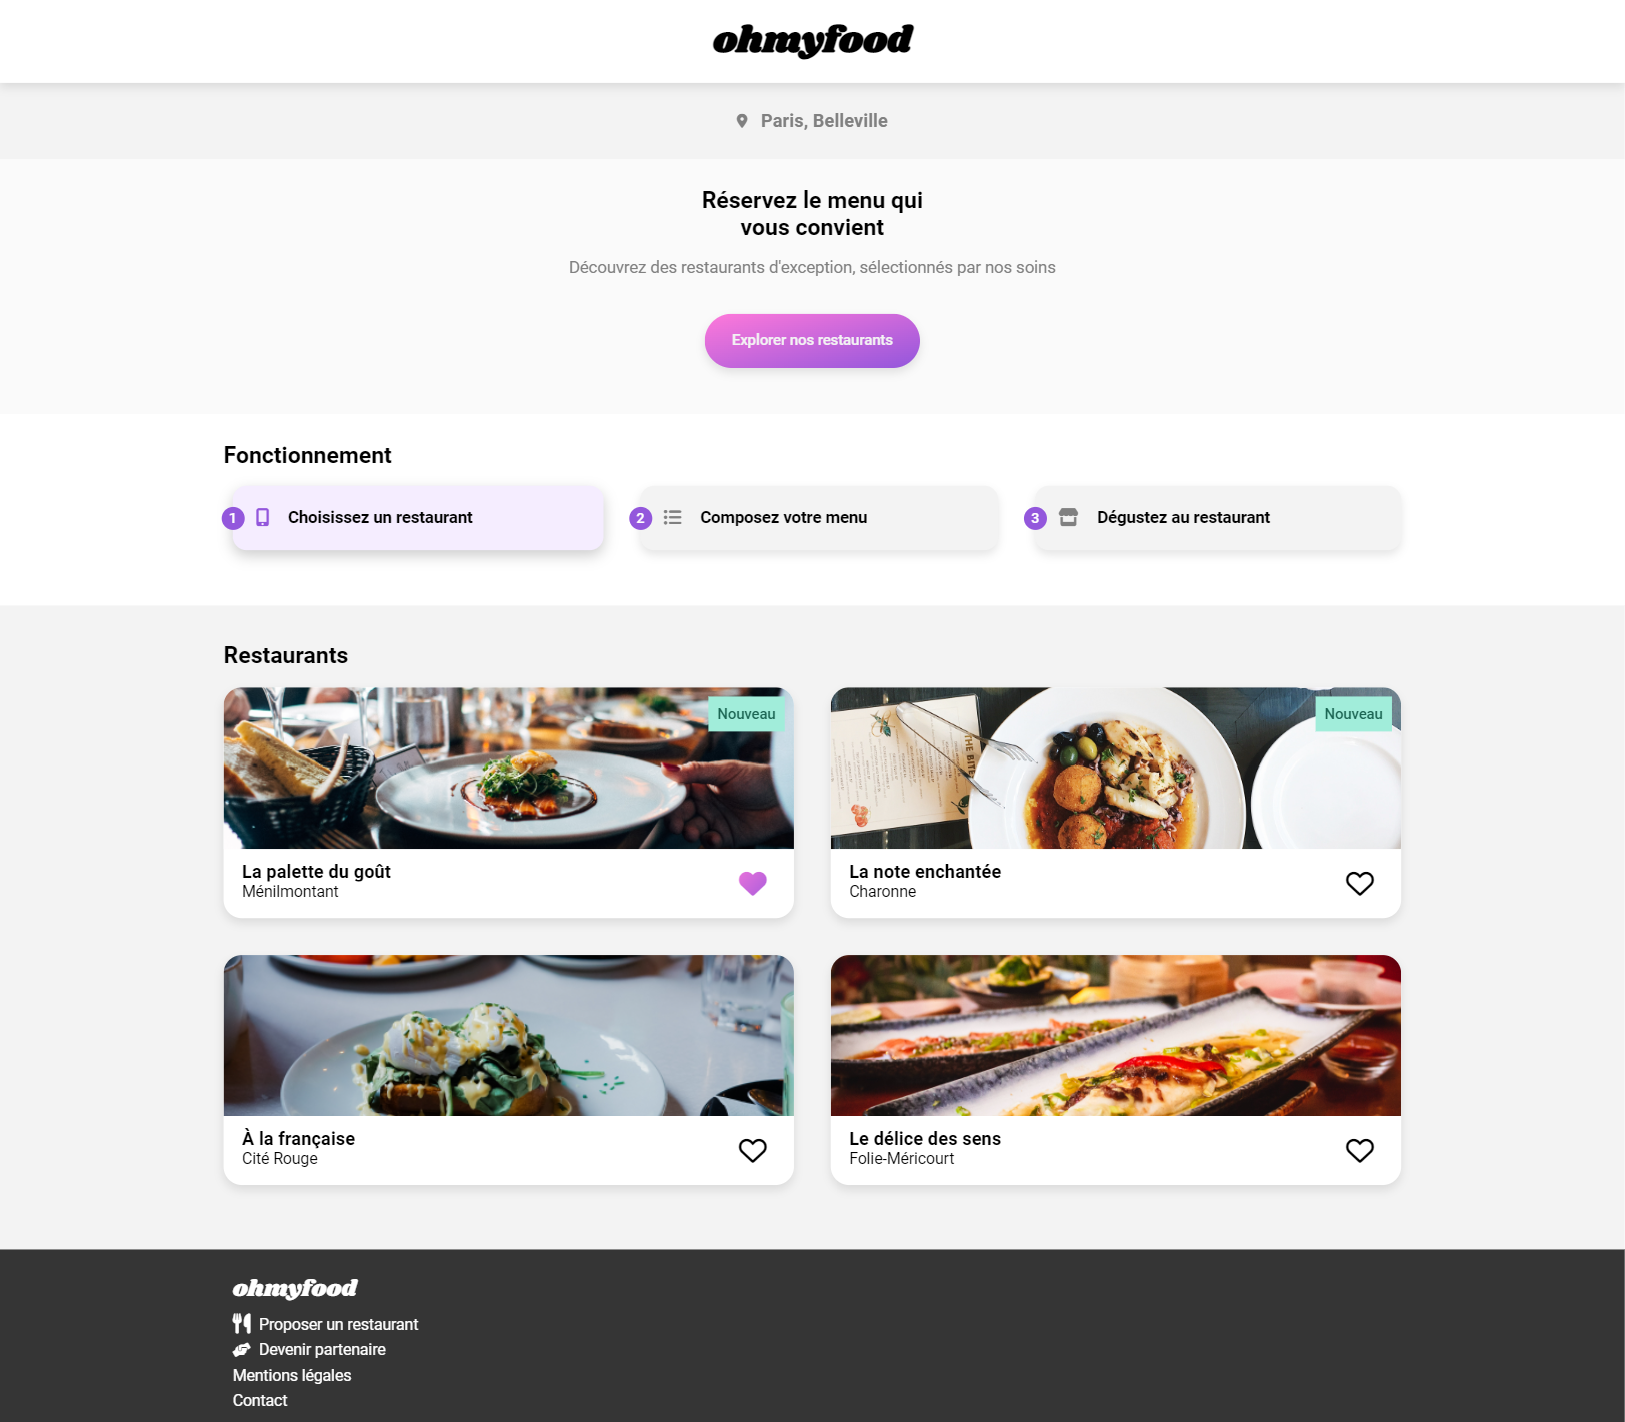 ohmyfood
Paris, Belleville
Réservez le menu qui
vous convient
Découvrez des restaurants d'exception, sélectionnés par nos soins
Explorer nos restaurants
Fonctionnement
1 Choisissez un restaurant
2 Composez votre menu
3 Dégustez au restaurant
Restaurants
Nouveau
La palette du goût
Ménilmontant
Nouveau
THE BITE
La note enchantée
Charonne
À la française
Cité Rouge
Le délice des sens
Folie-Méricourt
ohmyfood
Proposer un restaurant
Devenir partenaire
Mentions légales
Contact